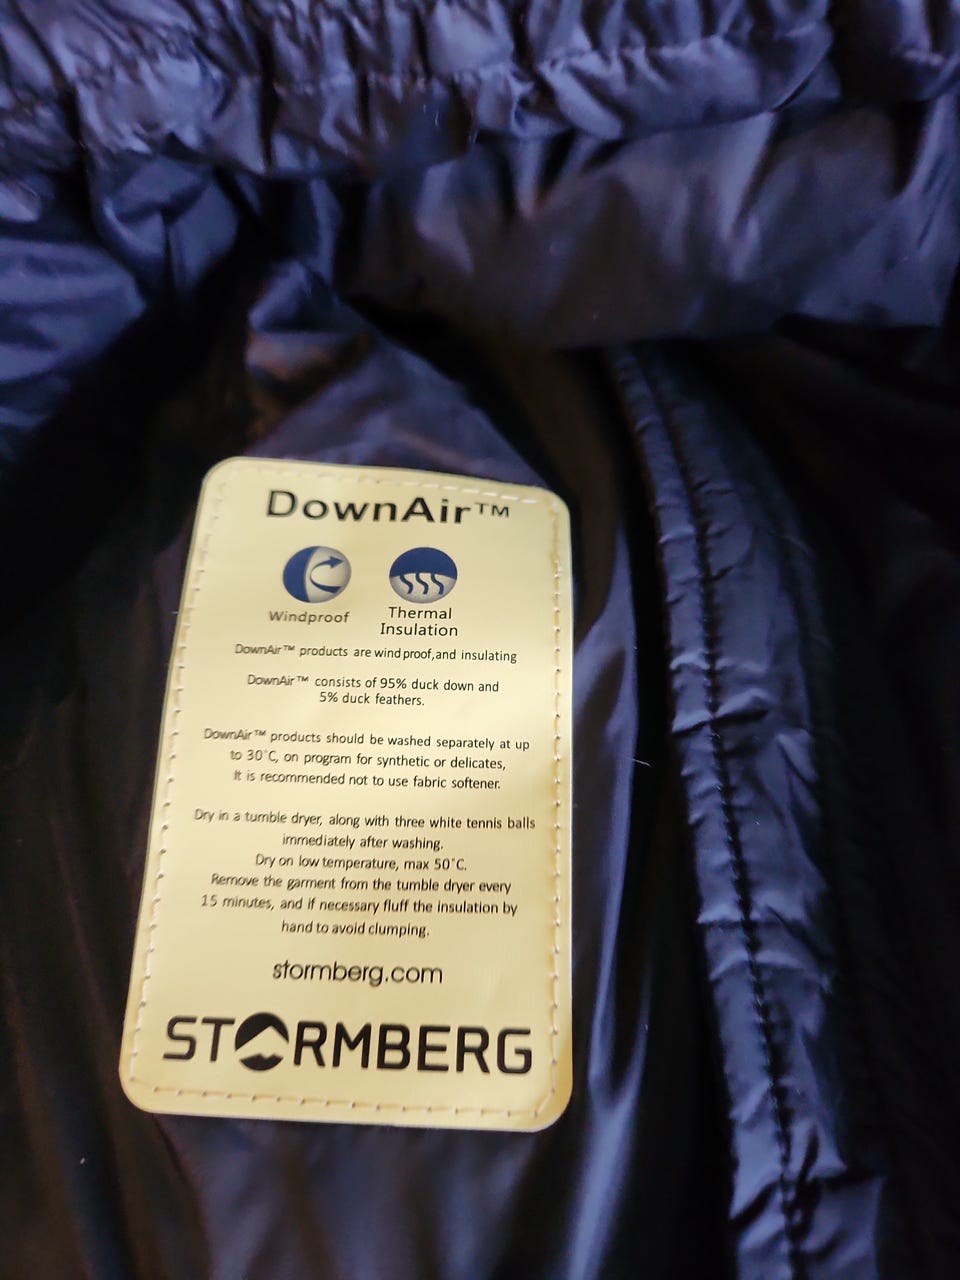 DownAir™
Windproof
Thermal
Insulation
DownAir™ products are windproof,and insulating
DownAir™ consists of 95% duck down and
5% duck feathers.
DownAir™ products should be washed separately at up
to 30°C, on program for synthetic or delicates,
It is recommended not to use fabric softener.
Dry in a tumble dryer, along with three white tennis balls
immediately after washing.
Dry on low temperature, max 50°C.
Remove the garment from the tumble dryer every
15 minutes, and if necessary fluff the insulation by
hand to avoid clumping.
stormberg.com
STORMBERG